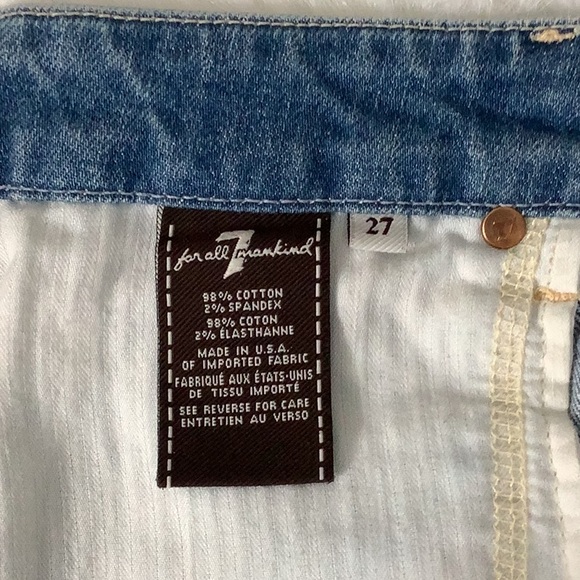 7
for all mankind
27
98% COTTON
2% SPANDEX
98% COTON
2% ÉLASTHANNE
MADE IN U.S.A.
OF IMPORTED FABRIC
FABRIQUÉ AUX ÉTATS-UNIS
DE TISSU IMPORTÉ
SEE REVERSE FOR CARE
ENTRETIEN AU VERSO